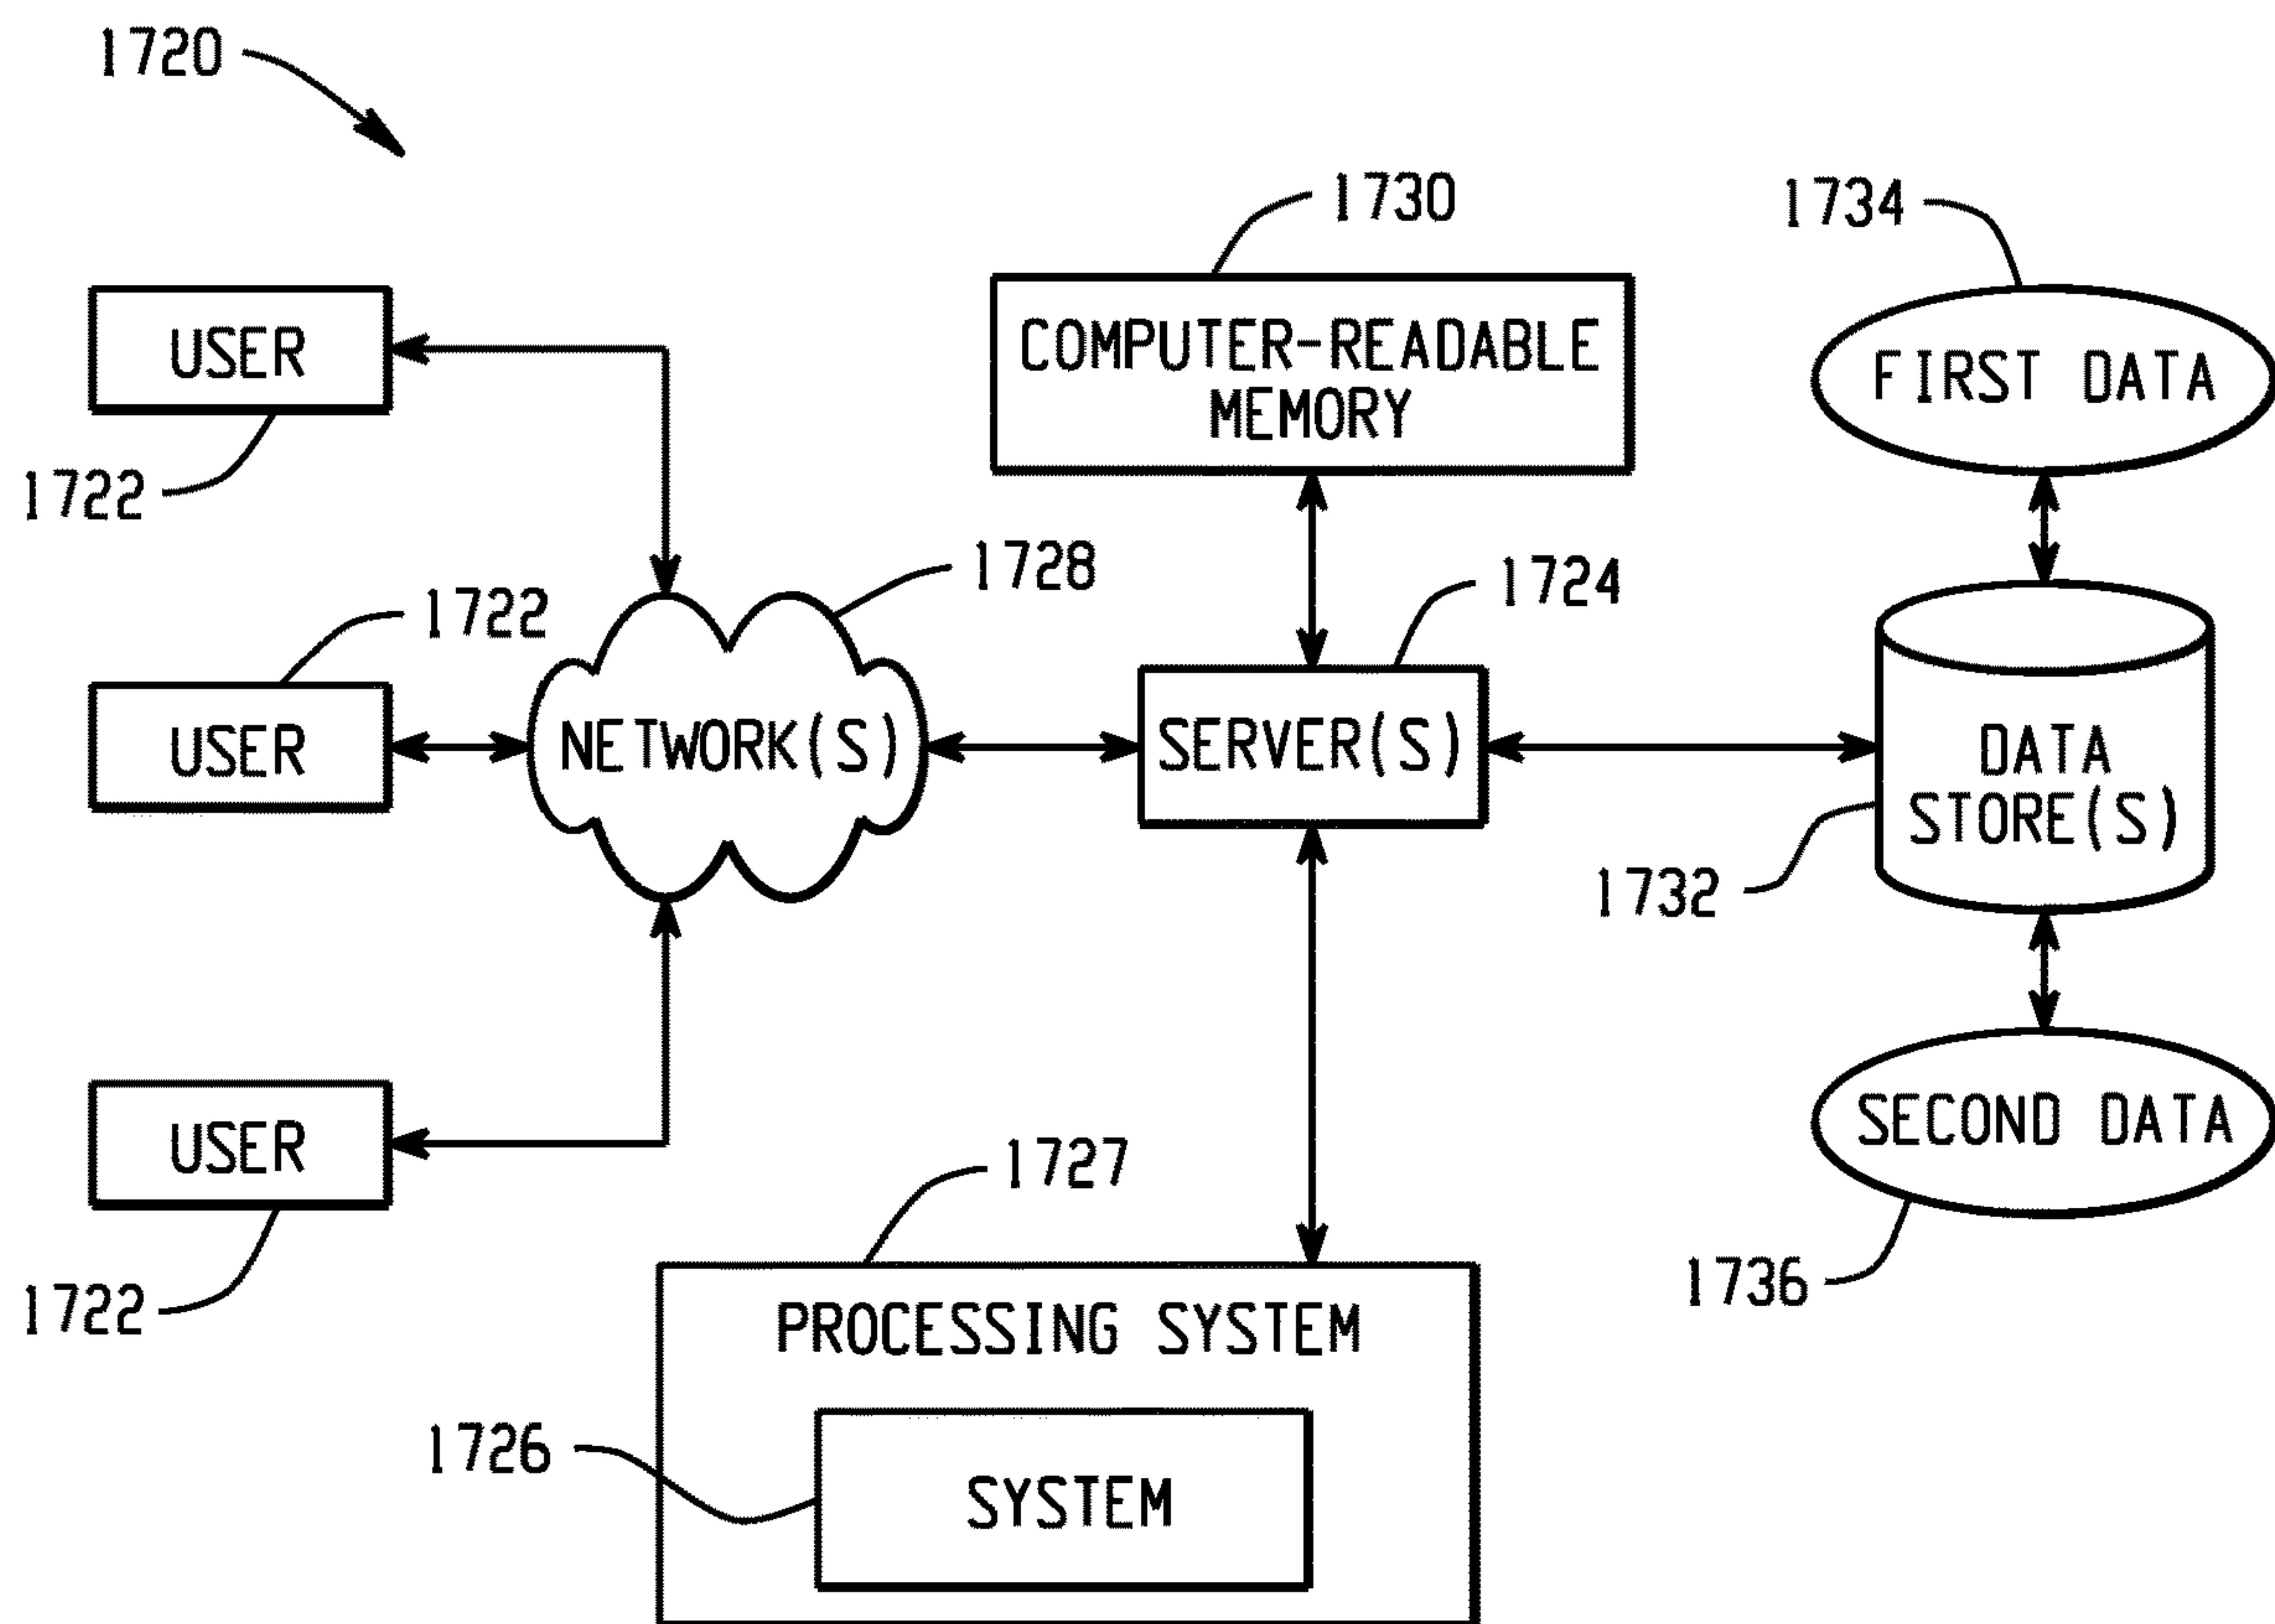 1720
1730
1734
USER
COMPUTER-READABLE
MEMORY
FIRST DATA
1722
1728
1724
1722
USER
NETWORK(S)
SERVER(S)
DATA
STORE(S)
1732
USER
SECOND DATA
1727
1722
1736
PROCESSING SYSTEM
1726
SYSTEM